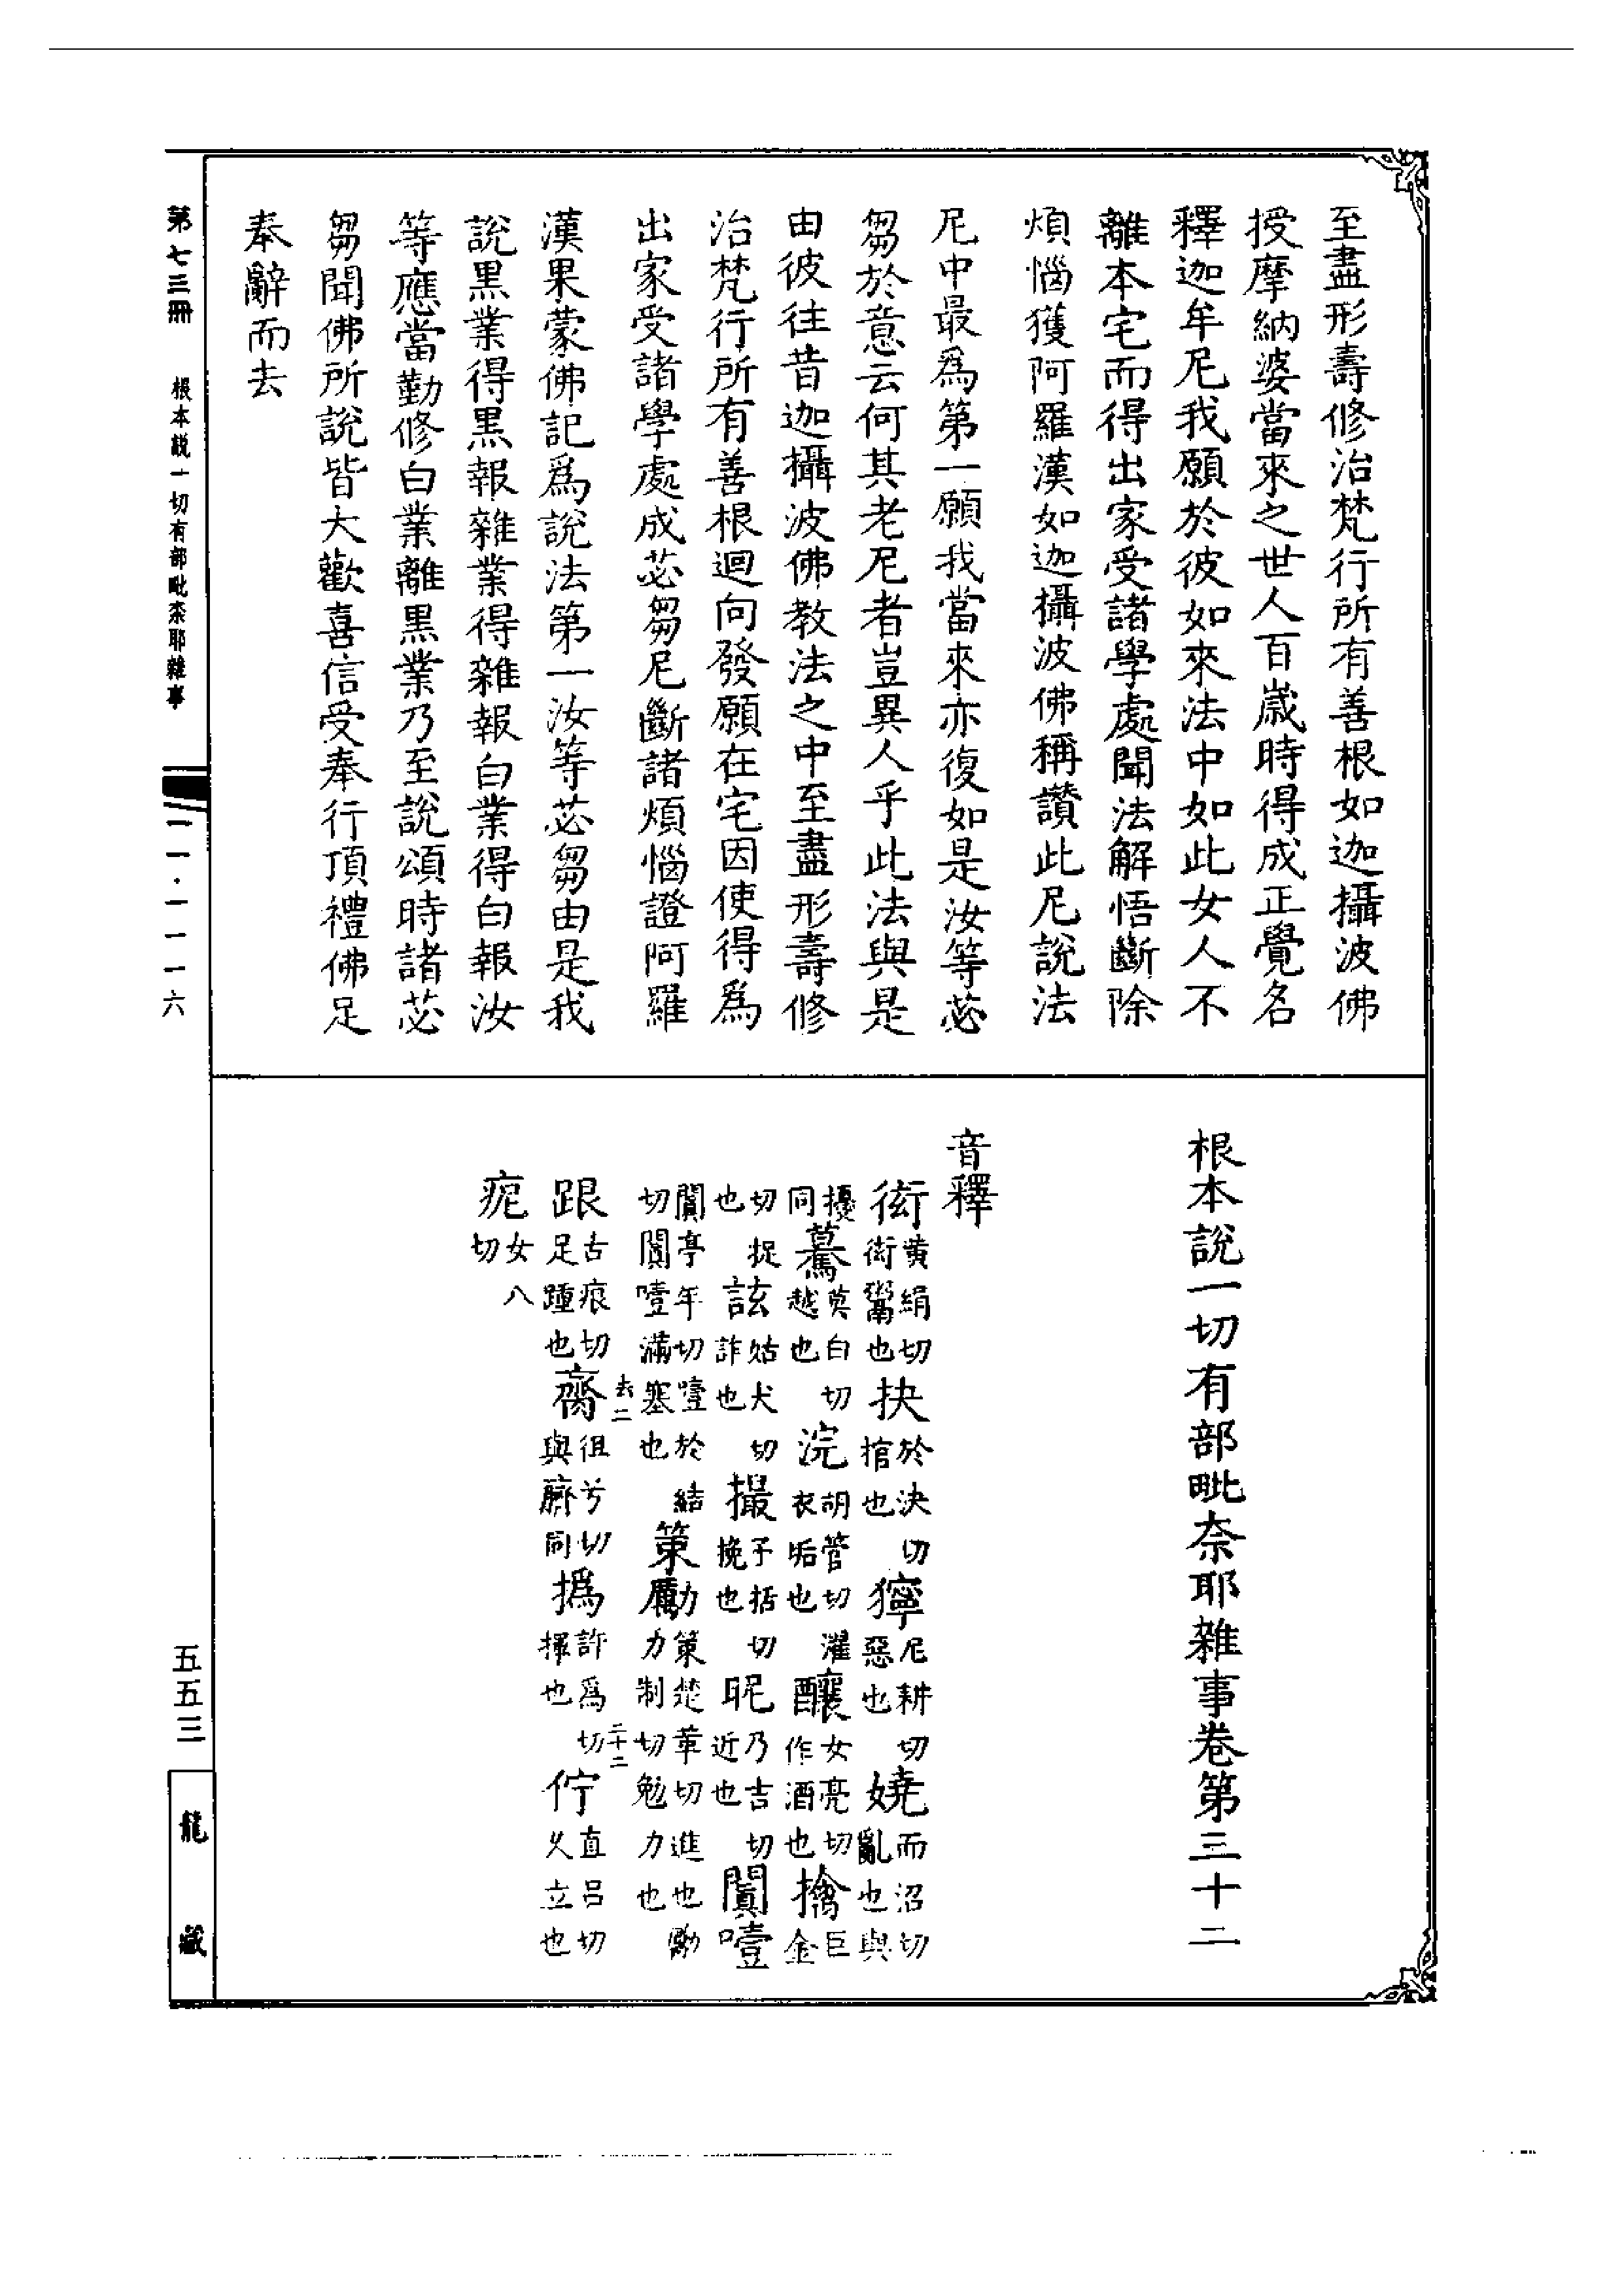 至盡形壽修治梵行所有善根如迦攝波佛
授摩納婆當來之世人百歲時得成正覺名
釋迦牟尼我願於彼如來法中如此女人不
離本宅而得出家受諸學處聞法解悟斷除
煩惱獲阿羅漢如迦攝波佛稱讚此尼說法
尼中最爲第一願我當來亦復如是汝等苾
芻於意云何其老尼者豈異人乎此法與是
由彼往昔迦攝波佛教法之中至盡形壽修
治梵行所有善根迴向發願在宅因使得爲
出家受諸學處成苾芻尼斷諸煩惱證阿羅
漢果蒙佛記爲說法第一汝等苾芻由是我
說黑業得黑報雜業得雜報白業得白報汝
等應當勤修白業離黑業乃至說頌時諸苾
芻聞佛所說皆大歡喜信受奉行頂禮佛足
奉辭而去
根本說一切有部毗奈耶雜事卷第三十二
音釋
衒黃絹切衒鬻也抉於決切捾也獰尼耕切惡也嬈而沼切亂也與
擾同驀莫白切越也浣胡管切濯衣垢也釀女亮切作酒也擒巨金
切捉也詃姑犬切詐也撮子括切挽也昵乃吉切近也闐噎
闐亭年切噎於結切闐噎滿塞也策勵策楚革切進也勵力制切勉力也
跟古痕切足踵也臍徂兮切與臍同撝許爲切揮也佇直呂切久立也
痆女八切
去二
三十二
第七三冊
根本說一切有部毗柰耶雜事
一一·一一一六
五五三
龍藏